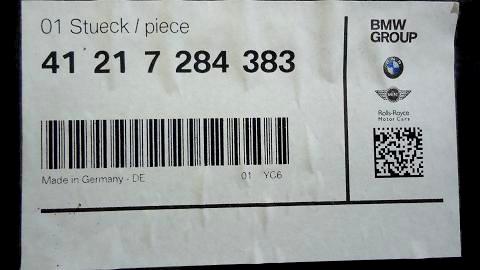 01 Stueck / piece
41 21 7 284 383
Made in Germany - DE 01 YC6
BMW
GROUP
MINI
Rolls-Royce
Motor Cars